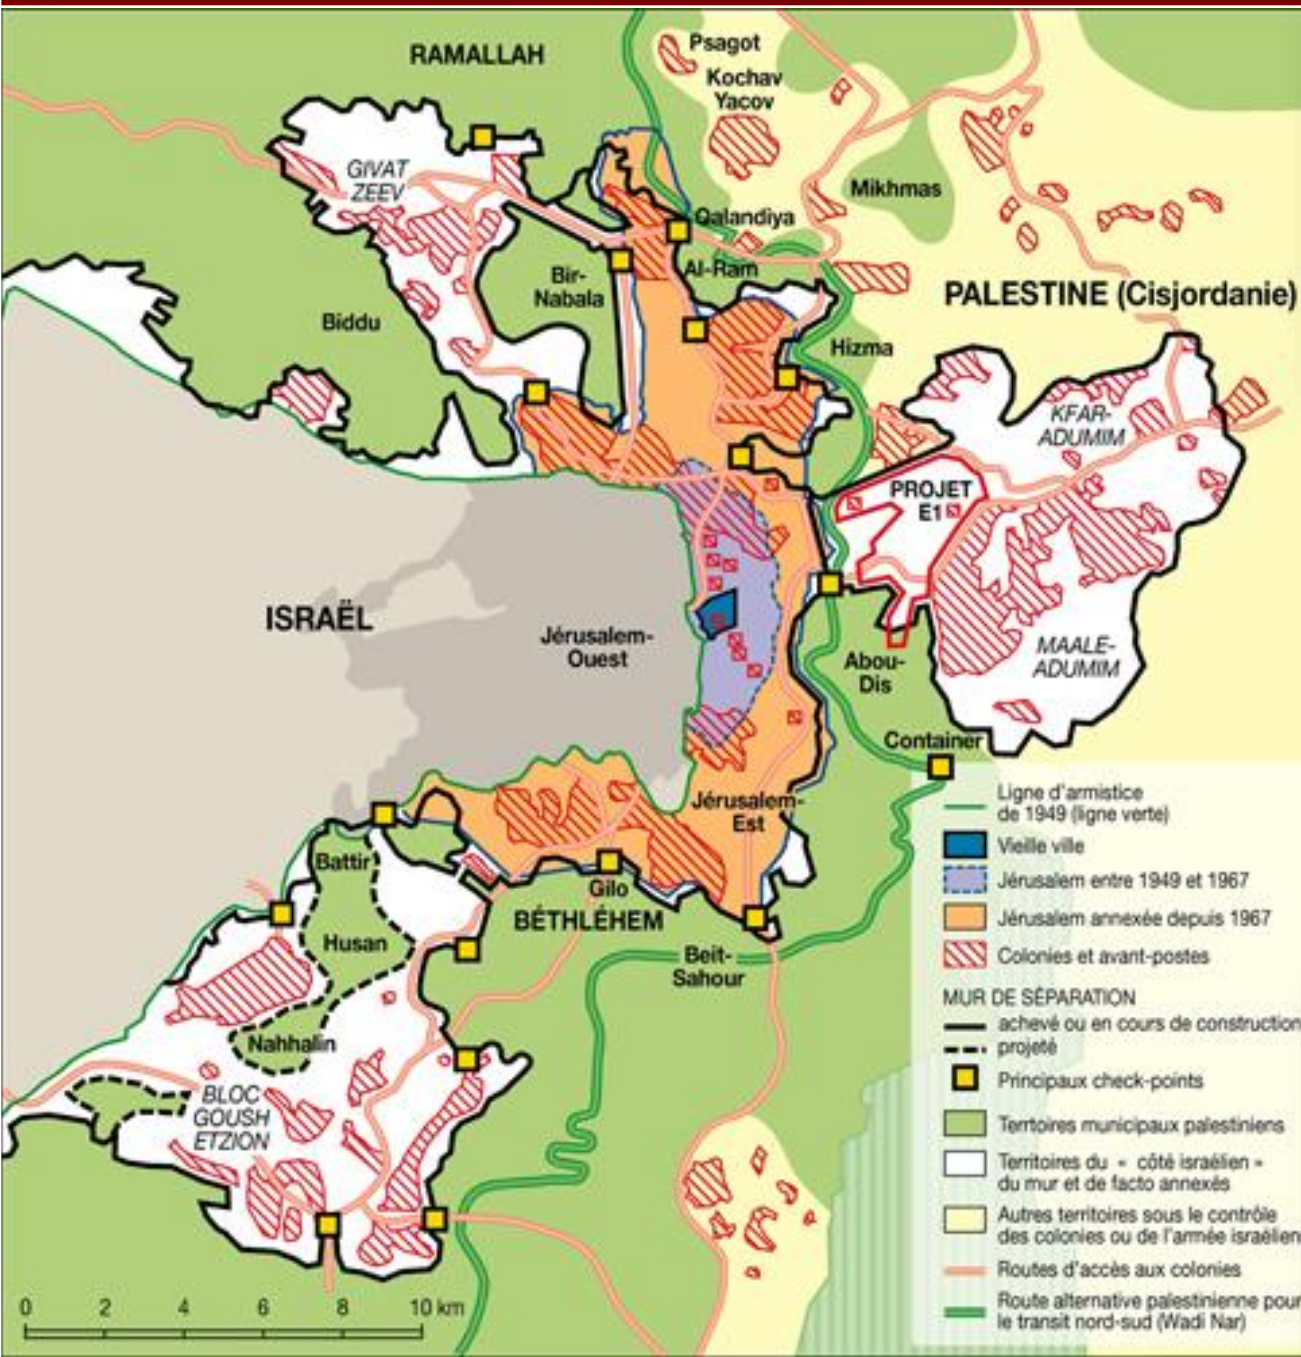 RAMALLAH
Psagot
Kochav
Yacov
GIVAT
ZEEV
Mikhmas
Qalandiya
Bir-
Nabala
Al-Ram
PALESTINE (Cisjordanie)
Biddu
Hizma
KFAR-
ADUMIM
PROJET
E1
ISRAËL
Jérusalem-
Ouest
MAALE-
ADUMIM
Abou-
Dis
Container
Jérusalem-
Est
Battir
Gilo
BÉTHLÉHEM
Husan
Beit-
Sahour
Nahhalin
BLOC
GOUSH
ETZION
Ligne d'armistice
de 1949 (ligne verte)
Vieille ville
Jérusalem entre 1949 et 1967
Jérusalem annexée depuis 1967
Colonies et avant-postes
MUR DE SÉPARATION
achevé ou en cours de construction
projeté
Principaux check-points
Territoires municipaux palestiniens
Territoires du « côté israélien »
du mur et de facto annexés
Autres territoires sous le contrôle
des colonies ou de l'armée israélien
Routes d'accès aux colonies
Route alternative palestinienne pour
le transit nord-sud (Wadi Nar)
0 2 4 6 8 10 km